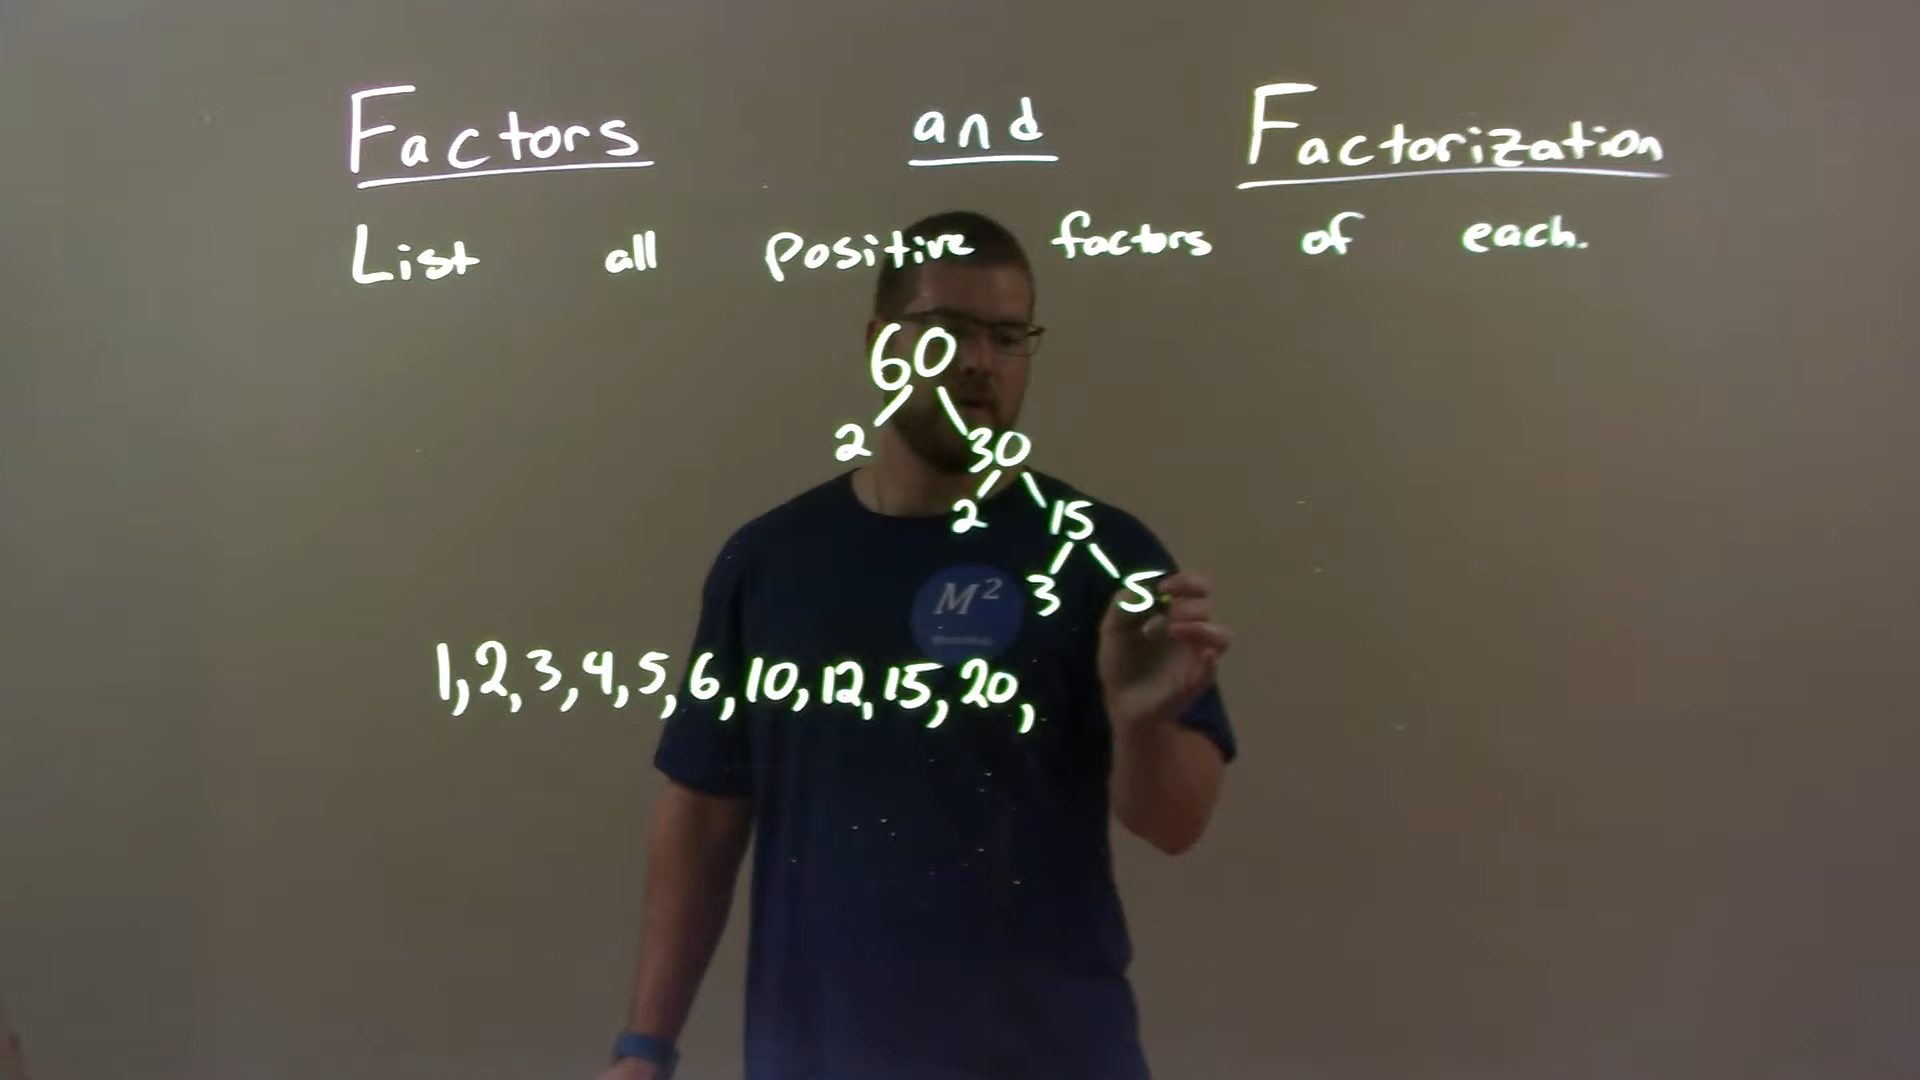 Factors and Factorization
List all positive factors of each.
60
2 30
2 15
3 5
M²
1, 2, 3, 4, 5, 6, 10, 12, 15, 20,